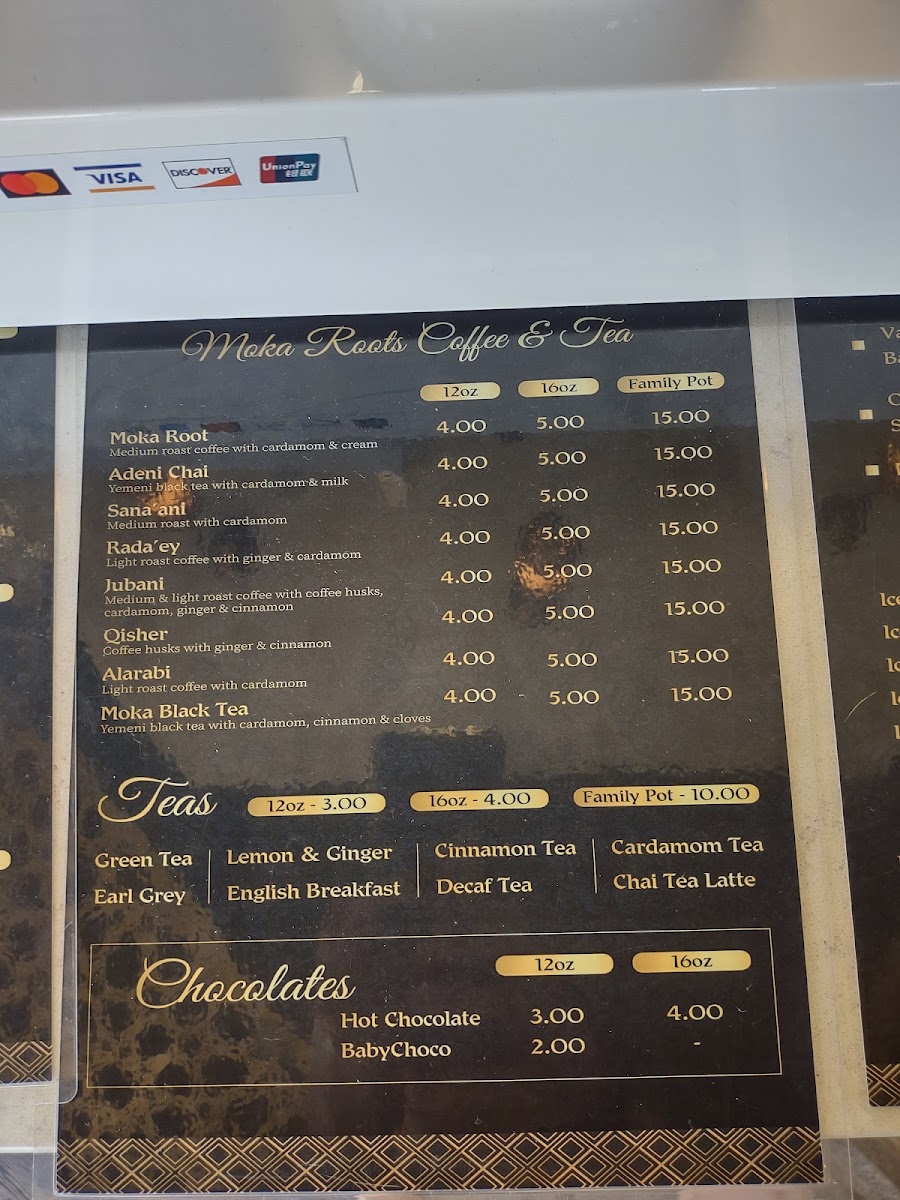 VISA
DISCOVER
UnionPay
银联
Moka Roots Coffee & Tea
12oz 16oz Family Pot
Moka Root 4.00 5.00 15.00
Medium roast coffee with cardamom & cream
Adeni Chai 4.00 5.00 15.00
Yemeni black tea with cardamom & milk
Sana'ani 4.00 5.00 15.00
Medium roast with cardamom
Rada'ey 4.00 5.00 15.00
Light roast coffee with ginger & cardamom
Jubani 4.00 5.00 15.00
Medium & light roast coffee with coffee husks,
cardamom, ginger & cinnamon
Qisher 4.00 5.00 15.00
Coffee husks with ginger & cinnamon
Alarabi 4.00 5.00 15.00
Light roast coffee with cardamom
Moka Black Tea 4.00 5.00 15.00
Yemeni black tea with cardamom, cinnamon & cloves
Teas 12oz - 3.00 16oz - 4.00 Family Pot - 10.00
Green Tea Lemon & Ginger Cinnamon Tea Cardamom Tea
Earl Grey English Breakfast Decaf Tea Chai Tea Latte
Chocolates 12oz 16oz
Hot Chocolate 3.00 4.00
BabyChoco 2.00 -